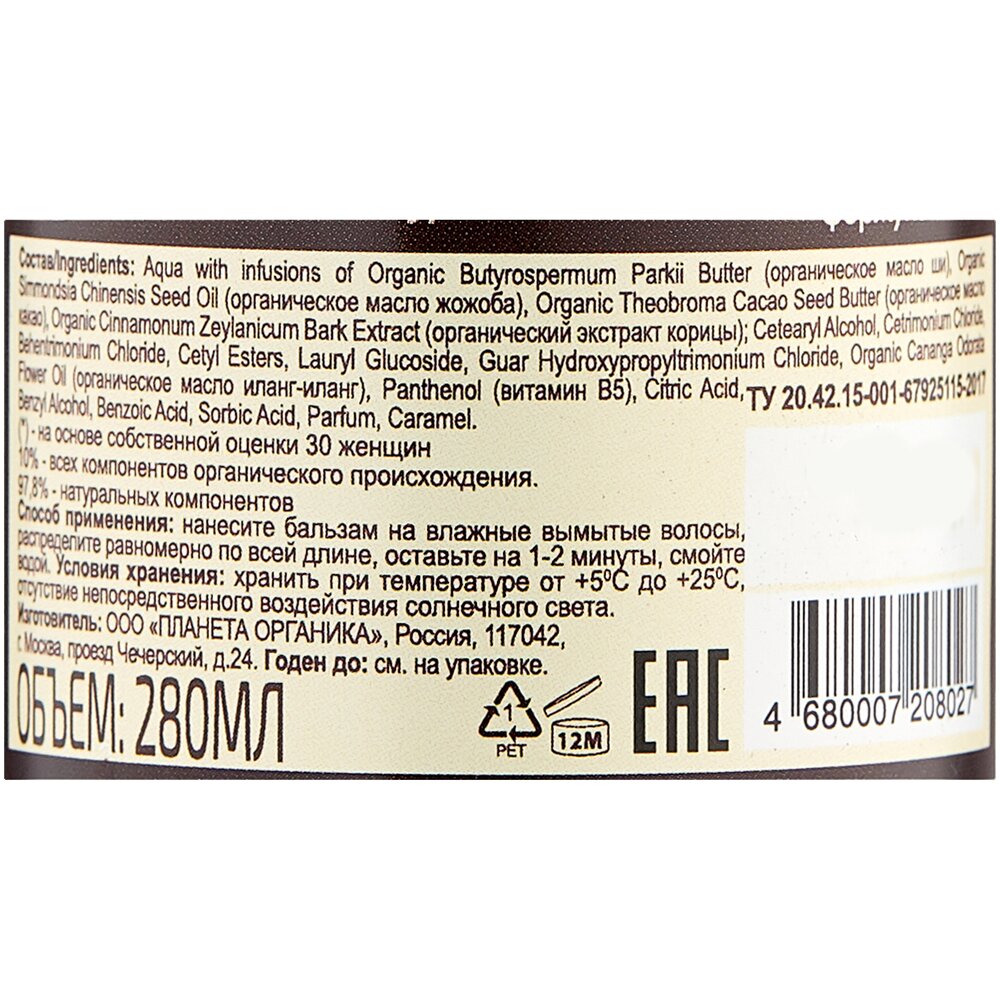 Состав/Ingredients: Aqua with infusions of Organic Butyrospermum Parkii Butter (органическое масло ши), Organic
Simmondsia Chinensis Seed Oil (органическое масло жожоба), Organic Theobroma Cacao Seed Butter (органическое масло
какао), Organic Cinnamonum Zeylanicum Bark Extract (органический экстракт корицы); Cetearyl Alcohol, Cetrimonium Chloride,
Behentrimonium Chloride, Cetyl Esters, Lauryl Glucoside, Guar Hydroxypropyltrimonium Chloride, Organic Cananga Odorata
Flower Oil (органическое масло иланг-иланг), Panthenol (витамин В5), Citric Acid,
Benzyl Alcohol, Benzoic Acid, Sorbic Acid, Parfum, Caramel.
ТУ 20.42.15-001-67925115-2017
(*) - на основе собственной оценки 30 женщин
10% - всех компонентов органического происхождения.
97,8% - натуральных компонентов
Способ применения: нанесите бальзам на влажные вымытые волосы,
распределите равномерно по всей длине, оставьте на 1-2 минуты, смойте
водой. Условия хранения: хранить при температуре от +5ºС до +25ºС,
отсутствие непосредственного воздействия солнечного света.
Изготовитель: ООО «ПЛАНЕТА ОРГАНИКА», Россия, 117042,
г. Москва, проезд Чечерский, д.24. Годен до: см. на упаковке.
ОБЪЕМ: 280МЛ
1
PET
12M
ЕАС
4 680007 208027